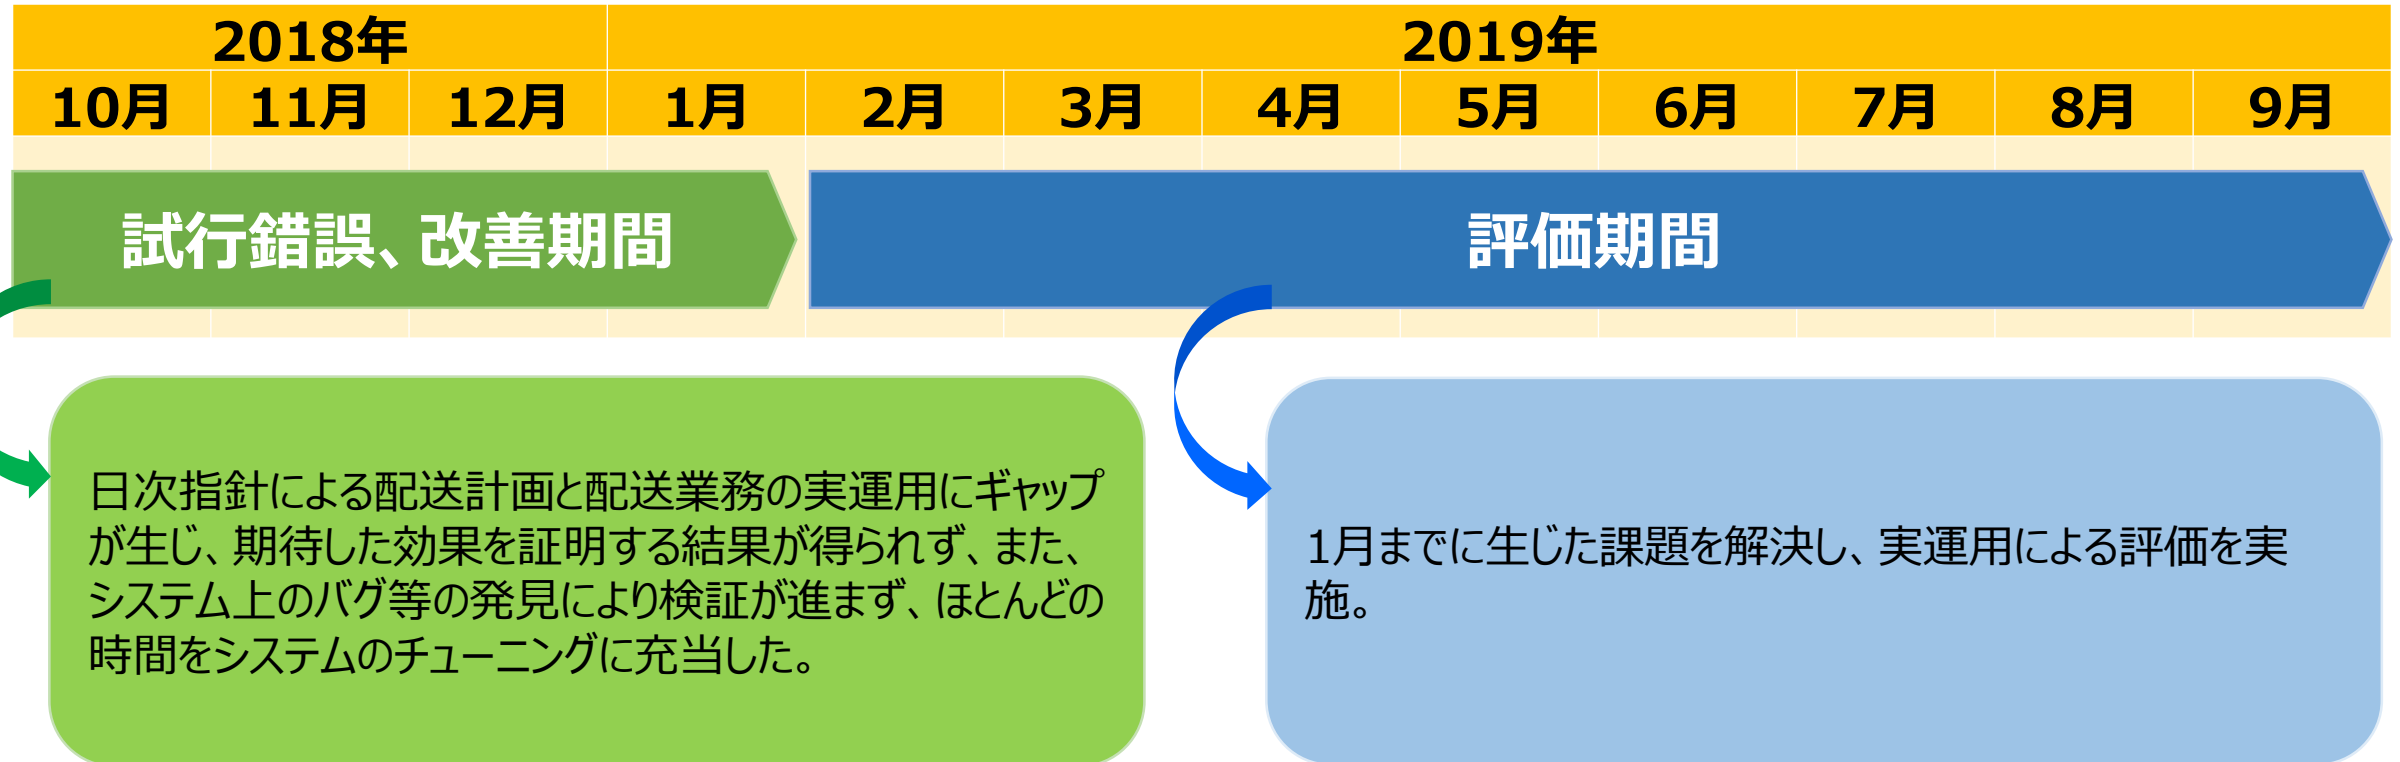 2018年 2019年
10月 11月 12月 1月 2月 3月 4月 5月 6月 7月 8月 9月
試行錯誤、改善期間 評価期間
日次指針による配送計画と配送業務の実運用にギャップ
が生じ、期待した効果を証明する結果が得られず、また、
システム上のバグ等の発見により検証が進まず、ほとんどの
時間をシステムのチューニングに充当した。
1月までに生じた課題を解決し、実運用による評価を実
施。